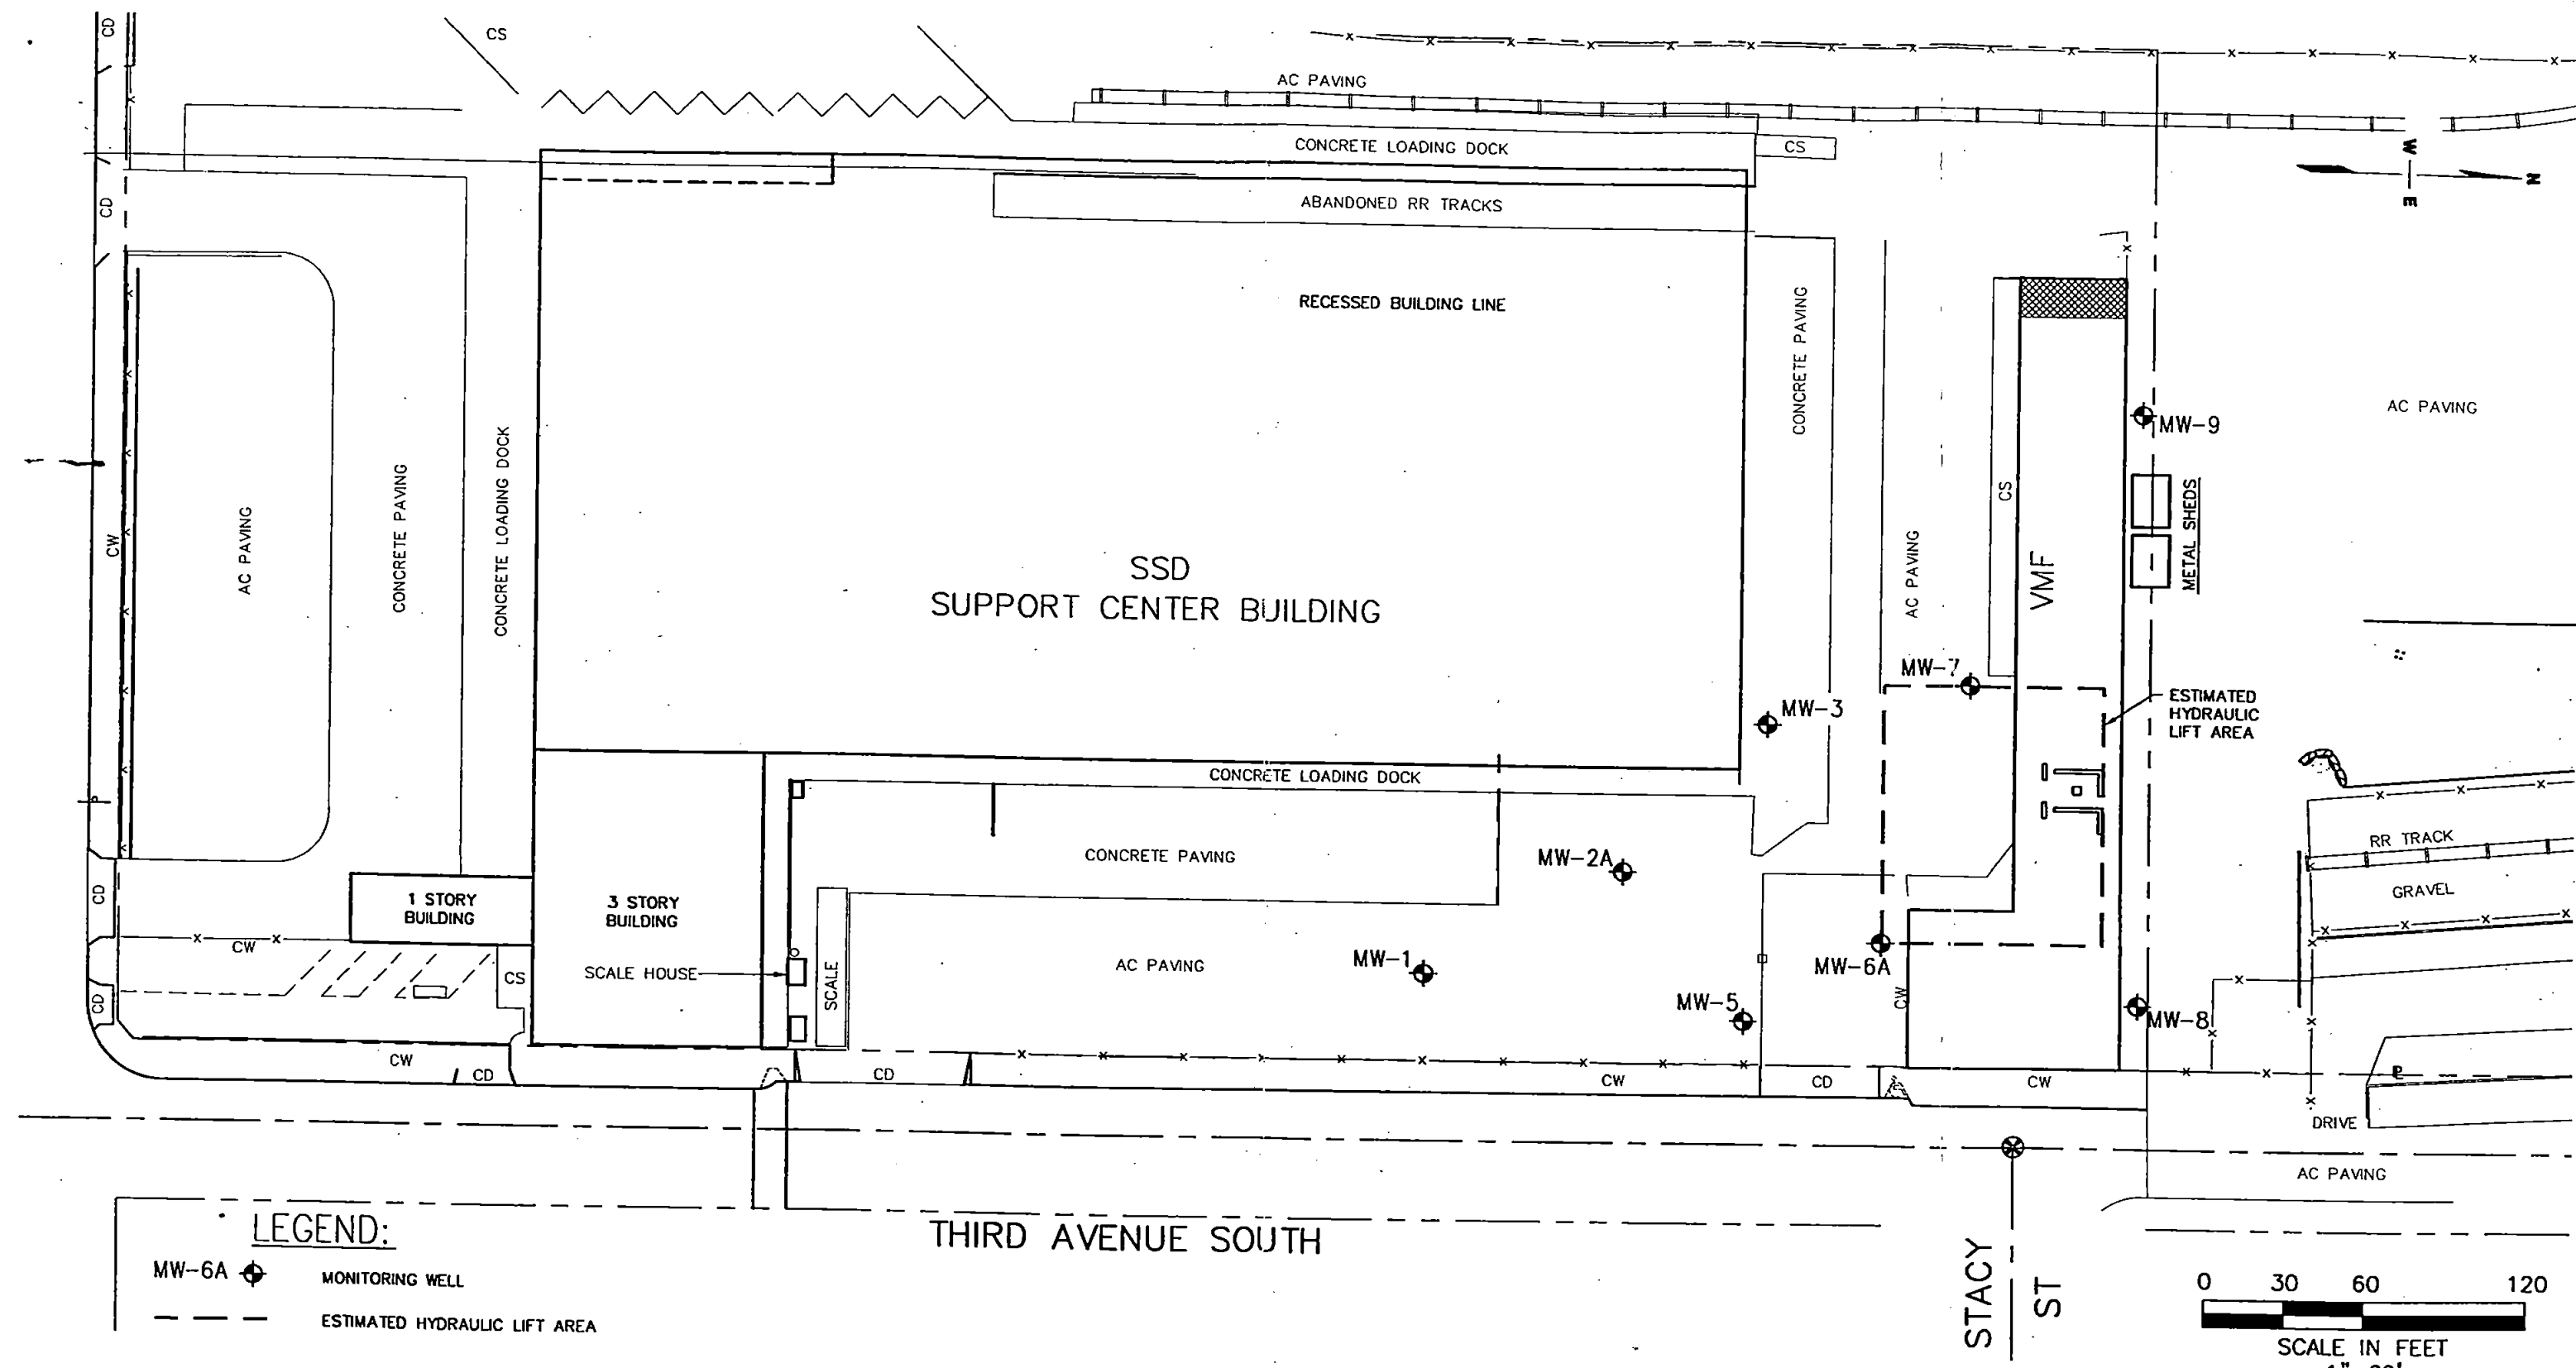 CD
CS
AC PAVING
CONCRETE LOADING DOCK
CS
W
N
E
ABANDONED RR TRACKS
CD
RECESSED BUILDING LINE
CONCRETE PAVING
AC PAVING
MW-9
CW
AC PAVING
CONCRETE PAVING
CONCRETE LOADING DOCK
SSD
SUPPORT CENTER BUILDING
AC PAVING
CS
VMF
METAL SHEDS
MW-7
MW-3
ESTIMATED
HYDRAULIC
LIFT AREA
CONCRETE LOADING DOCK
P
CD
1 STORY
BUILDING
3 STORY
BUILDING
CONCRETE PAVING
MW-2A
RR TRACK
GRAVEL
CW
CS
SCALE HOUSE
SCALE
AC PAVING
MW-1
MW-6A
CW
CD
MW-5
MW-8
CW
CD
CD
CW
CD
CW
P
DRIVE
AC PAVING
THIRD AVENUE SOUTH
STACY
ST
LEGEND:
MW-6A
MONITORING WELL
ESTIMATED HYDRAULIC LIFT AREA
0 30 60 120
SCALE IN FEET